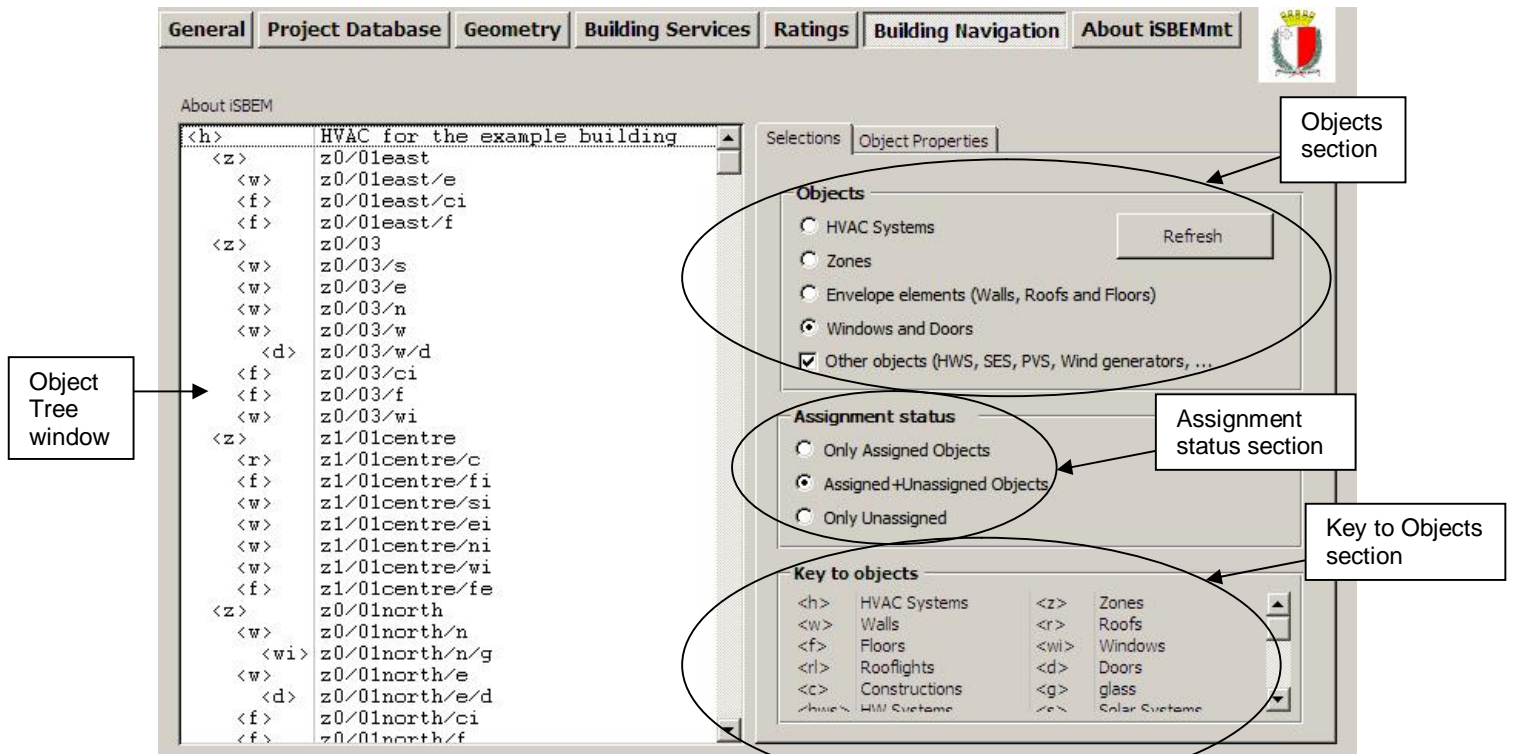 General Project Database Geometry Building Services Ratings Building Navigation About iSBEMmt
About iSBEM
<h> HVAC for the example building
<z> z0/01east
<w> z0/01east/e
<f> z0/01east/ci
<f> z0/01east/f
<z> z0/03
<w> z0/03/s
<w> z0/03/e
<w> z0/03/n
<w> z0/03/w
<d> z0/03/w/d
<f> z0/03/ci
<f> z0/03/f
<w> z0/03/wi
<z> z1/01centre
<r> z1/01centre/c
<f> z1/01centre/fi
<w> z1/01centre/si
<w> z1/01centre/ei
<w> z1/01centre/ni
<w> z1/01centre/wi
<f> z1/01centre/fe
<z> z0/01north
<w> z0/01north/n
<wi> z0/01north/n/g
<w> z0/01north/e
<d> z0/01north/e/d
<f> z0/01north/ci
<f> z0/01north/f
Object
Tree
window
Selections Object Properties
Objects
HVAC Systems
Refresh
Zones
Envelope elements (Walls, Roofs and Floors)
Windows and Doors
Other objects (HWS, SES, PVS, Wind generators, ...
Objects
section
Assignment status
Only Assigned Objects
Assigned+Unassigned Objects
Only Unassigned
Assignment
status section
Key to objects
<h> HVAC Systems <z> Zones
<w> Walls <r> Roofs
<f> Floors <wi> Windows
<rl> Rooflights <d> Doors
<c> Constructions <g> glass
<hws> HW Systems <s> Solar Systems
Key to Objects
section